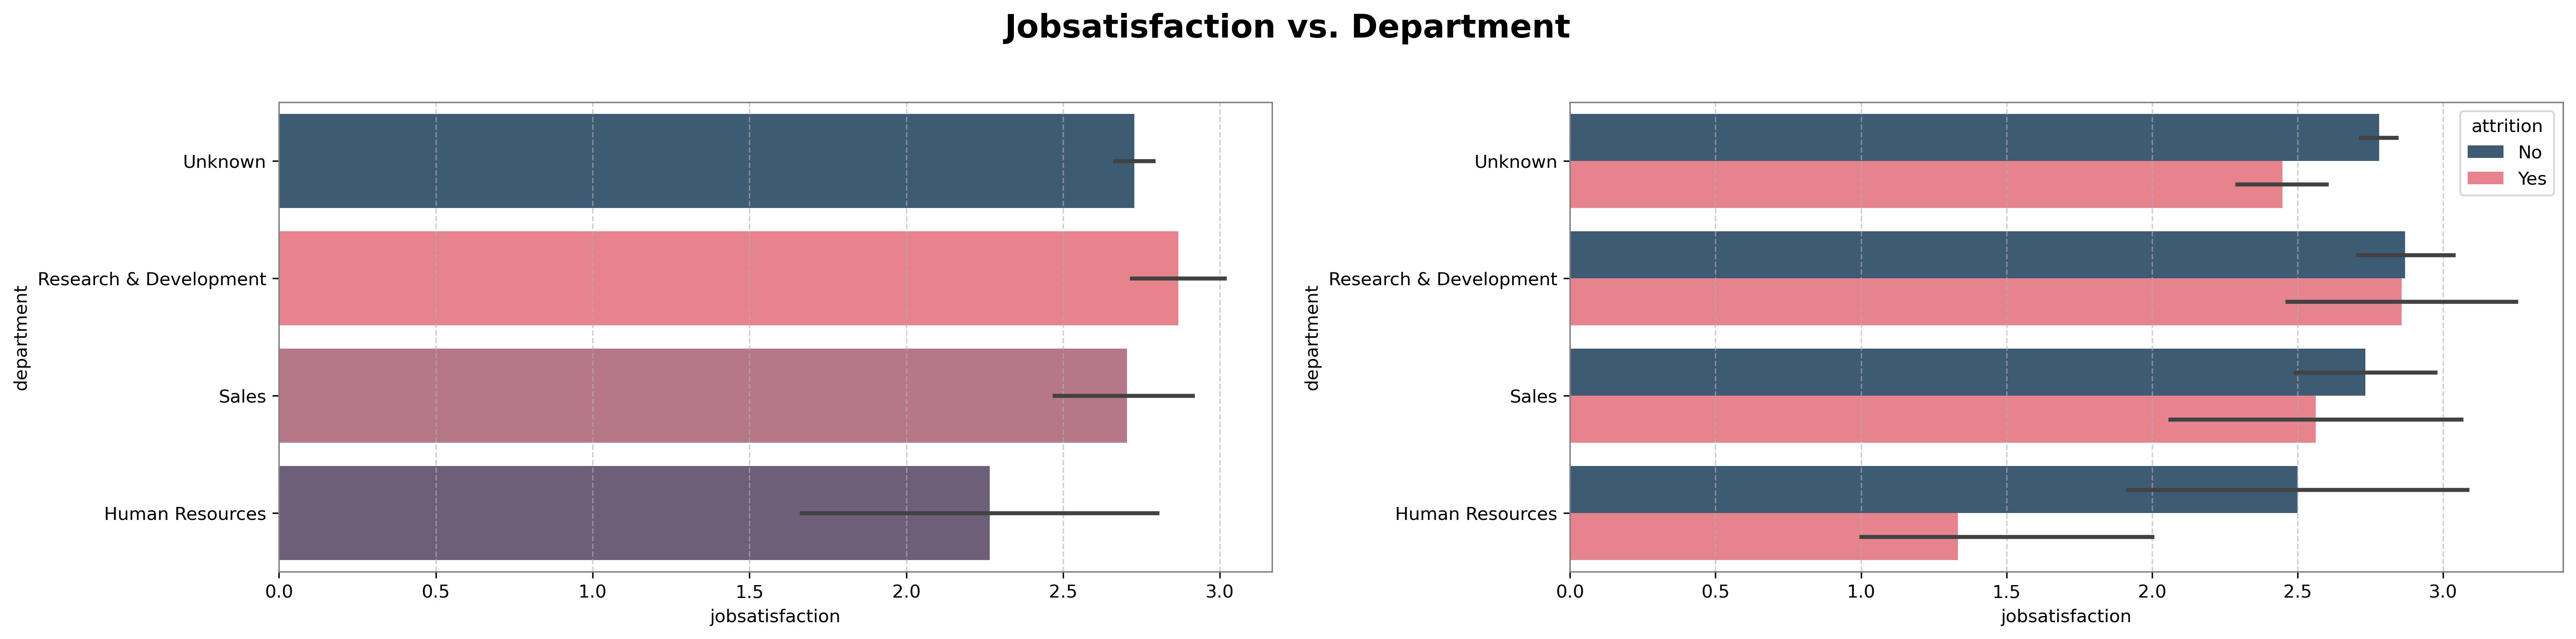 Jobsatisfaction vs. Department
department
Unknown
Research & Development
Sales
Human Resources
0.0 0.5 1.0 1.5 2.0 2.5 3.0
jobsatisfaction
department
Unknown
Research & Development
Sales
Human Resources
0.0 0.5 1.0 1.5 2.0 2.5 3.0
jobsatisfaction
attrition
No
Yes